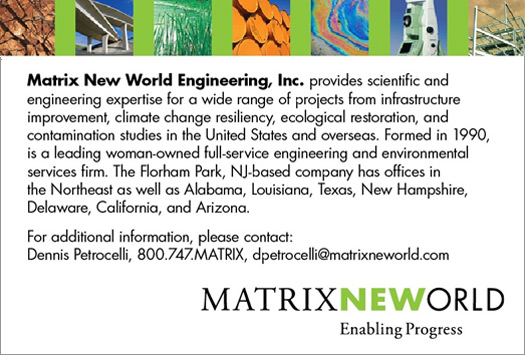 Matrix New World Engineering, Inc. provides scientific and
engineering expertise for a wide range of projects from infrastructure
improvement, climate change resiliency, ecological restoration, and
contamination studies in the United States and overseas. Formed in 1990,
is a leading woman-owned full-service engineering and environmental
services firm. The Florham Park, NJ-based company has offices in
the Northeast as well as Alabama, Louisiana, Texas, New Hampshire,
Delaware, California, and Arizona.
For additional information, please contact:
Dennis Petrocelli, 800.747.MATRIX, dpetrocelli@matrixneworld.com
MATRIXNEWORLD
Enabling Progress